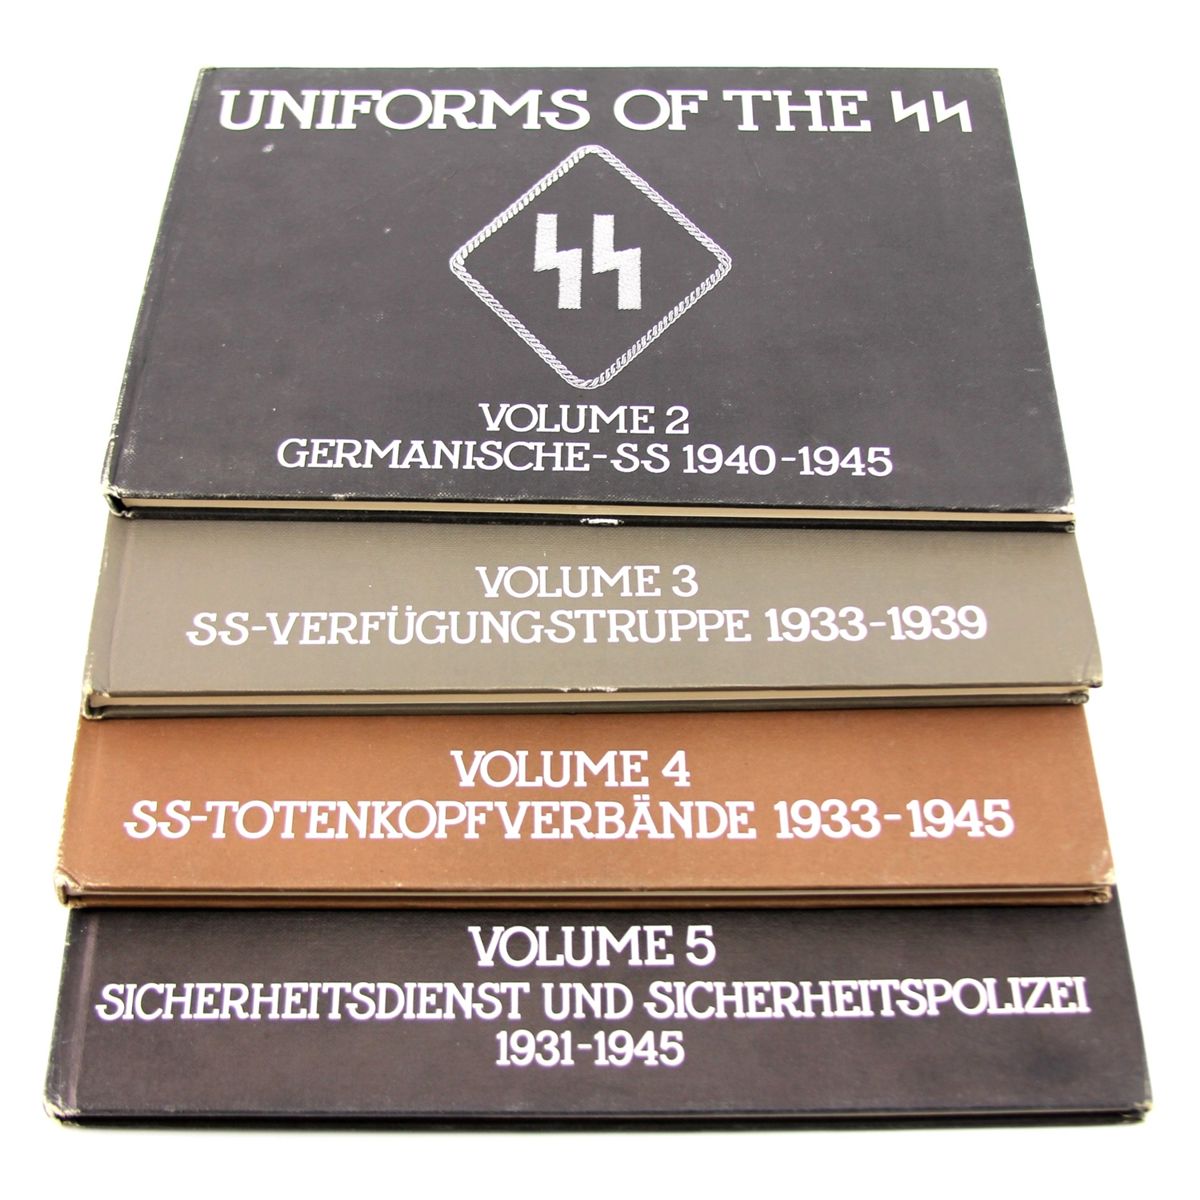 UNIFORMS OF THE SS
SS
VOLUME 2
GERMANISCHE-SS 1940-1945
VOLUME 3
SS-VERFÜGUNGSTRUPPE 1933-1939
VOLUME 4
SS-TOTENKOPFVERBÄNDE 1933-1945
VOLUME 5
SICHERHEITSDIENST UND SICHERHEITSPOLIZEI
1931-1945